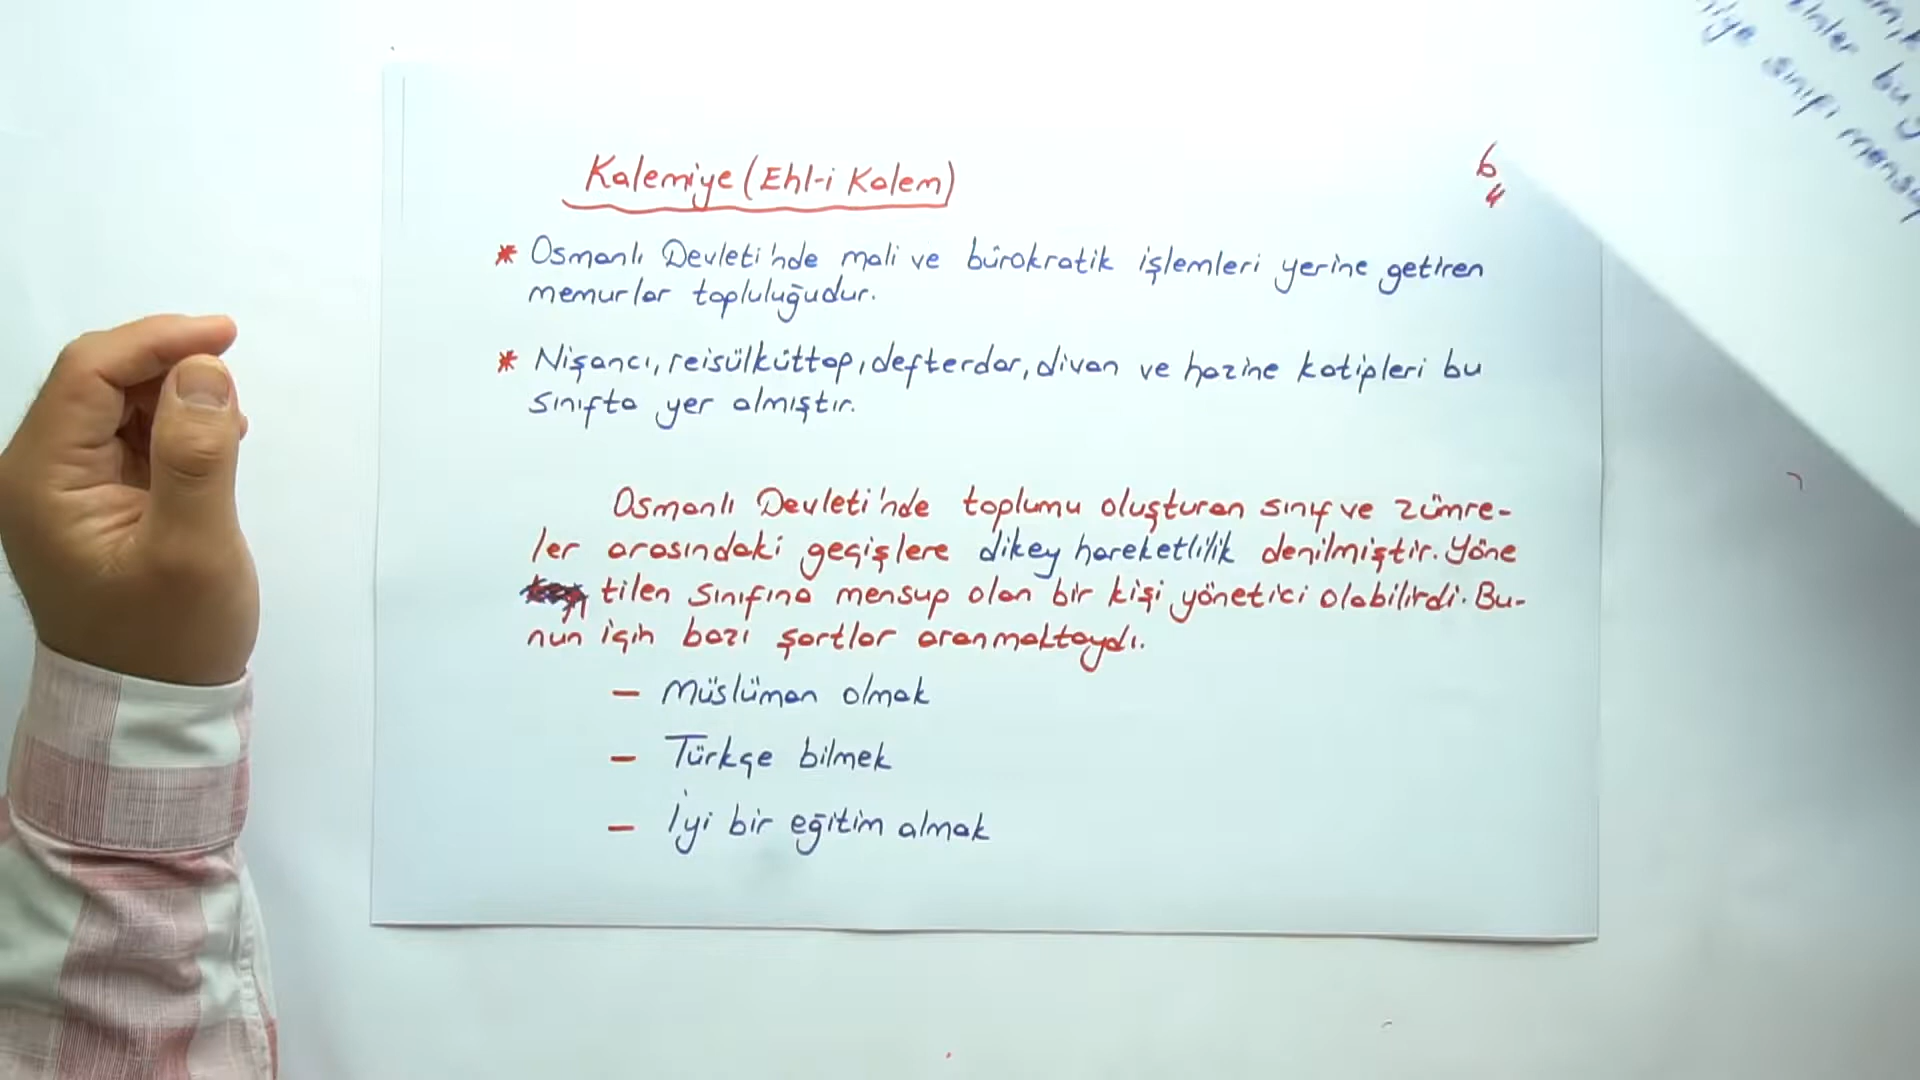 Kalemiye (Ehl-i Kalem)
6
* Osmanlı Devleti'nde mali ve bürokratik işlemleri yerine getiren
memurlar topluluğudur.
* Nişancı, reisülküttap, defterdar, divan ve hazine katipleri bu
sınıfta yer almıştır.
Osmanlı Devleti'nde toplumu oluşturan sınıf ve zümre-
ler arasındaki geçişlere dikey hareketlilik denilmiştir. Yöne
tilen sınıfına mensup olan bir kişi yönetici olabilirdi. Bu-
nun için bazı şartlar aranmaktaydı.
— Müslüman olmak
— Türkçe bilmek
— İyi bir eğitim almak
bu
sınıfı